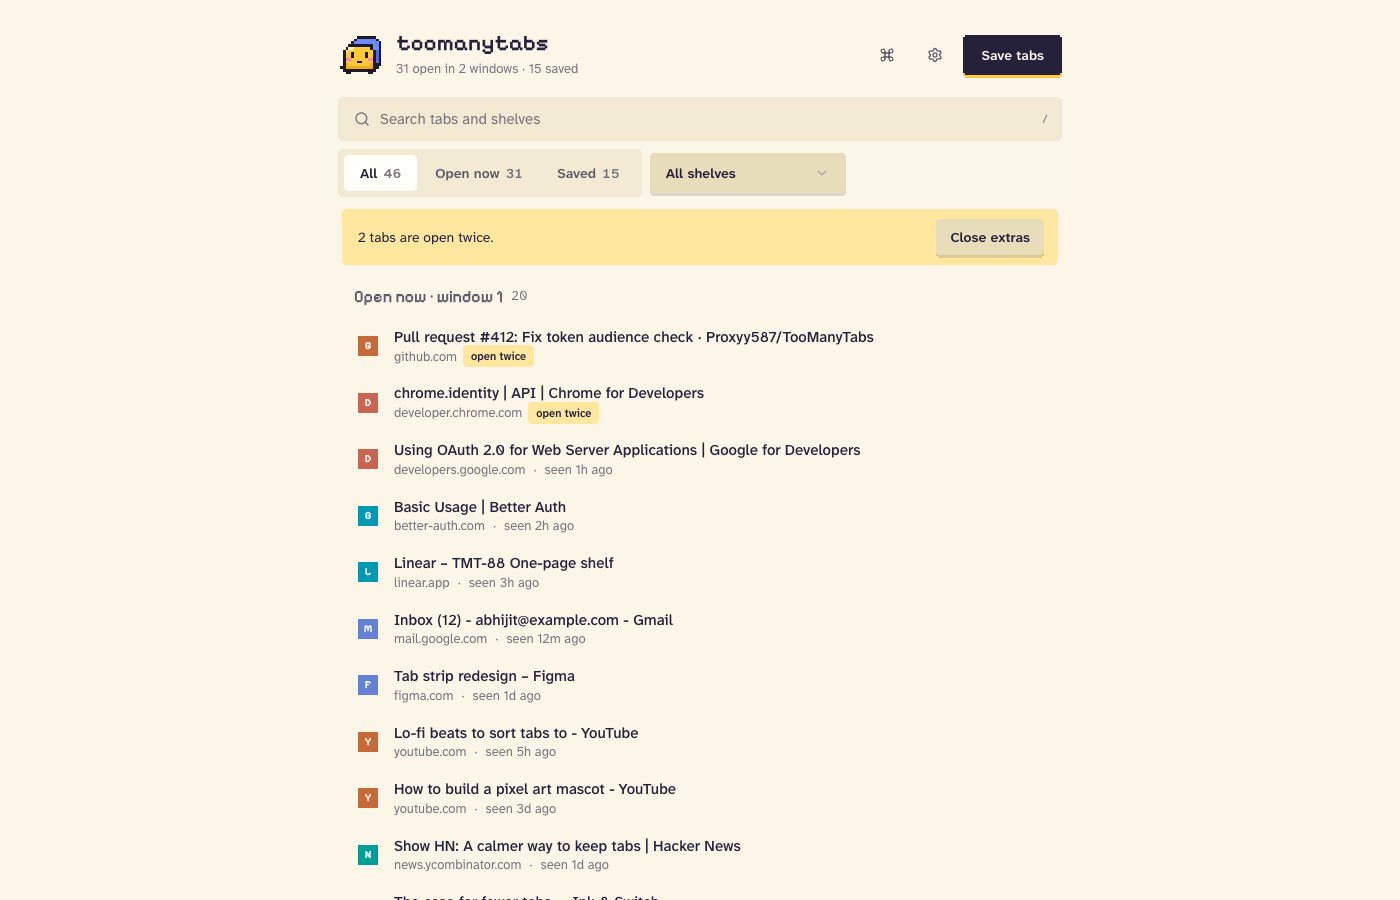 toomanytabs
31 open in 2 windows · 15 saved
⌘
Save tabs
Search tabs and shelves
/
All 46
Open now 31
Saved 15
All shelves
2 tabs are open twice.
Close extras
Open now · window 1 20
G
Pull request #412: Fix token audience check · Proxyy587/TooManyTabs
github.com open twice
D
chrome.identity | API | Chrome for Developers
developer.chrome.com open twice
D
Using OAuth 2.0 for Web Server Applications | Google for Developers
developers.google.com · seen 1h ago
B
Basic Usage | Better Auth
better-auth.com · seen 2h ago
L
Linear – TMT-88 One-page shelf
linear.app · seen 3h ago
M
Inbox (12) - abhijit@example.com - Gmail
mail.google.com · seen 12m ago
F
Tab strip redesign – Figma
figma.com · seen 1d ago
Y
Lo-fi beats to sort tabs to - YouTube
youtube.com · seen 5h ago
Y
How to build a pixel art mascot - YouTube
youtube.com · seen 3d ago
N
Show HN: A calmer way to keep tabs | Hacker News
news.ycombinator.com · seen 1d ago